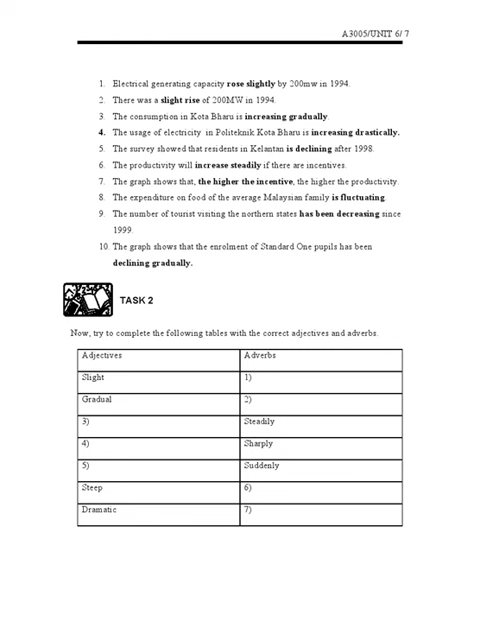 A3005/UNIT 6/ 7
1. Electrical generating capacity rose slightly by 200mw in 1994.
2. There was a slight rise of 200MW in 1994.
3. The consumption in Kota Bharu is increasing gradually.
4. The usage of electricity in Politeknik Kota Bharu is increasing drastically.
5. The survey showed that residents in Kelantan is declining after 1998.
6. The productivity will increase steadily if there are incentives.
7. The graph shows that, the higher the incentive, the higher the productivity.
8. The expenditure on food of the average Malaysian family is fluctuating.
9. The number of tourist visiting the northern states has been decreasing since
1999.
10. The graph shows that the enrolment of Standard One pupils has been
declining gradually.
TASK 2
Now, try to complete the following tables with the correct adjectives and adverbs.
Adjectives Adverbs
Slight 1)
Gradual 2)
3) Steadily
4) Sharply
5) Suddenly
Steep 6)
Dramatic 7)